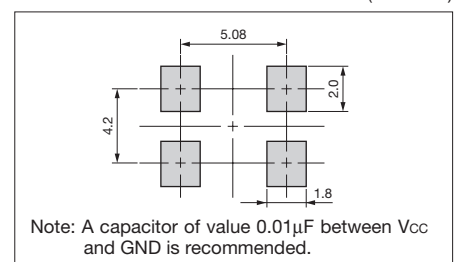 5.08
4.2
2.0
1.8
Note: A capacitor of value 0.01μF between Vcc
and GND is recommended.